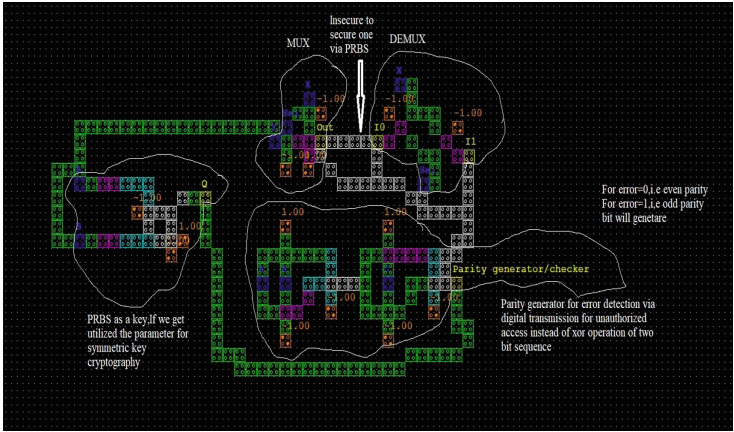 Insecure to
secure one
via PRBS
MUX
DEMUX
X
X
-1.00
-1.00
-1.00
Out
I0
I1
Q
-1.00
1.00
For error=0,i.e even parity
For error=1,i,e odd parity
bit will genetare
1.00
1.00
Parity generator/checker
PRBS as a key,If we get
utilized the parameter for
symmetric key
cryptography
Parity generator for error detection via
digital transmission for unauthorized
access instead of xor operation of two
bit sequence